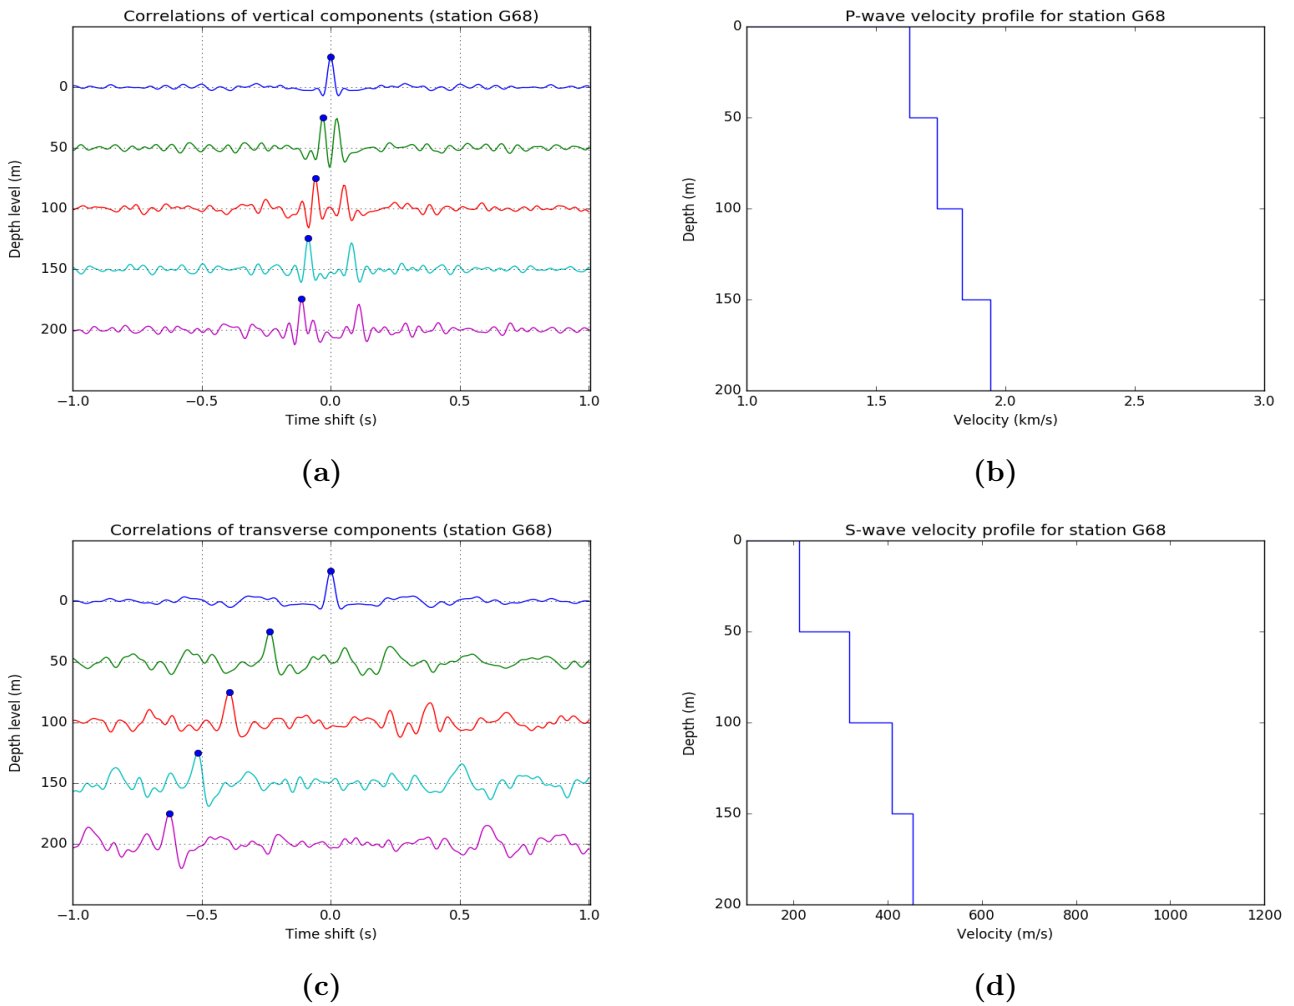 Correlations of vertical components (station G68)
Depth level (m)
0
50
100
150
200
−1.0 −0.5 0.0 0.5 1.0
Time shift (s)
(a)
P-wave velocity profile for station G68
Depth (m)
0
50
100
150
200
1.0 1.5 2.0 2.5 3.0
Velocity (km/s)
(b)
Correlations of transverse components (station G68)
Depth level (m)
0
50
100
150
200
−1.0 −0.5 0.0 0.5 1.0
Time shift (s)
(c)
S-wave velocity profile for station G68
Depth (m)
0
50
100
150
200
200 400 600 800 1000 1200
Velocity (m/s)
(d)